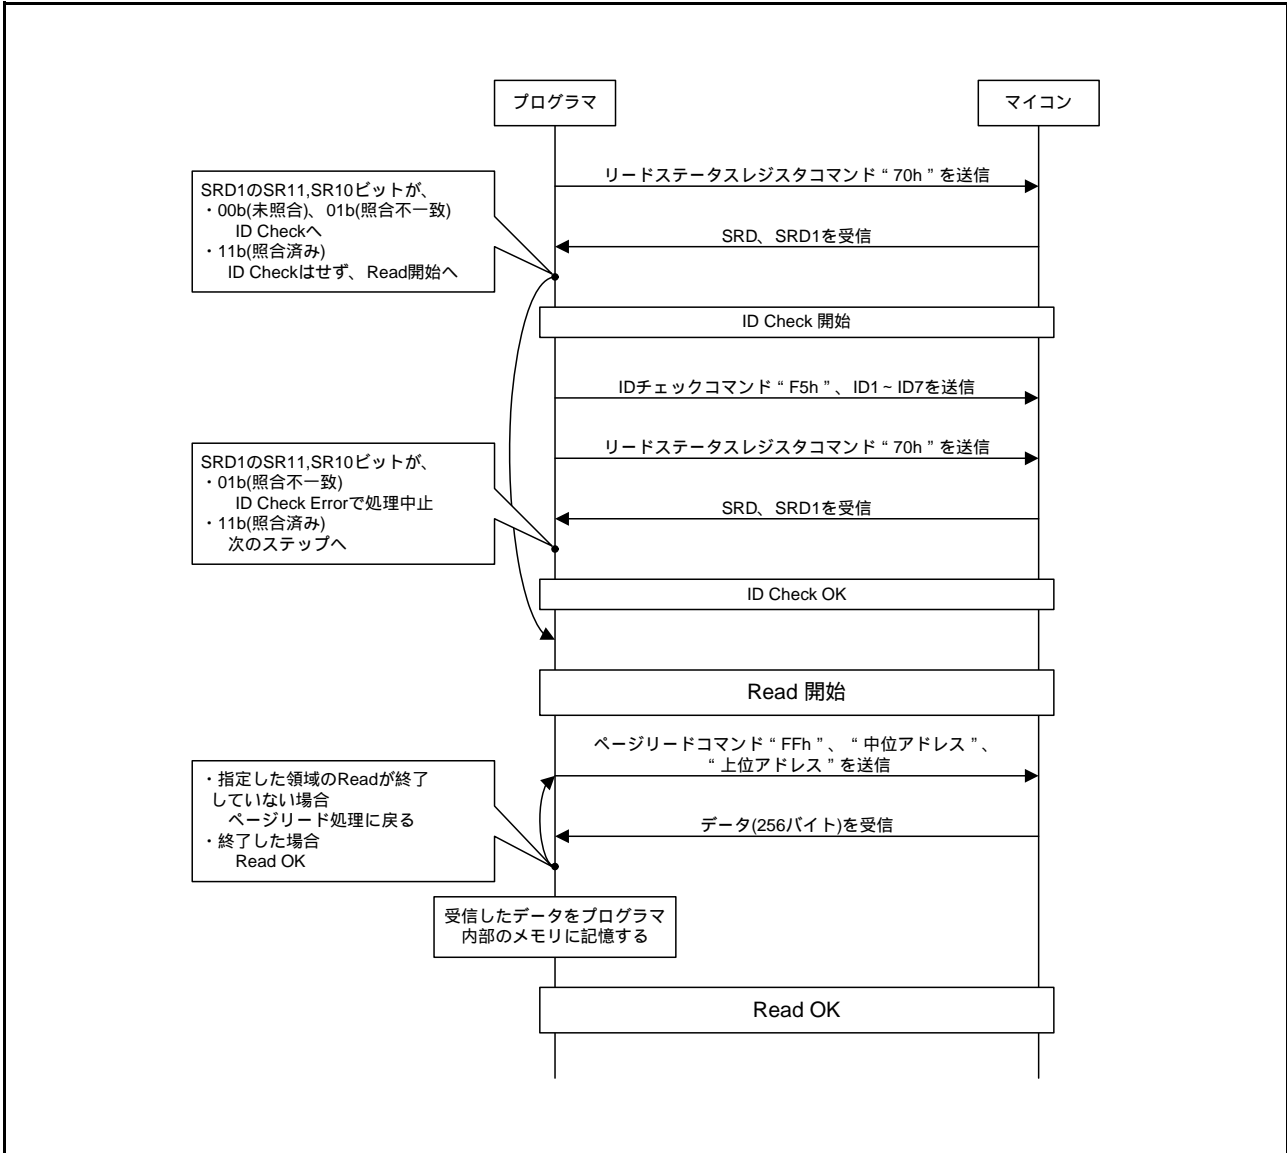 プログラマ
マイコン
リードステータスレジスタコマンド“70h”を送信
SRD1のSR11,SR10ビットが、
・00b(未照合)、01b(照合不一致)
ID Checkへ
・11b(照合済み)
ID Checkはせず、Read開始へ
SRD、SRD1を受信
ID Check 開始
IDチェックコマンド“F5h”、ID1~ID7を送信
リードステータスレジスタコマンド“70h”を送信
SRD1のSR11,SR10ビットが、
・01b(照合不一致)
ID Check Errorで処理中止
・11b(照合済み)
次のステップへ
SRD、SRD1を受信
ID Check OK
Read 開始
ページリードコマンド“FFh”、“中位アドレス”、
“上位アドレス”を送信
・指定した領域のReadが終了
していない場合
ページリード処理に戻る
・終了した場合
Read OK
データ(256バイト)を受信
受信したデータをプログラマ
内部のメモリに記憶する
Read OK